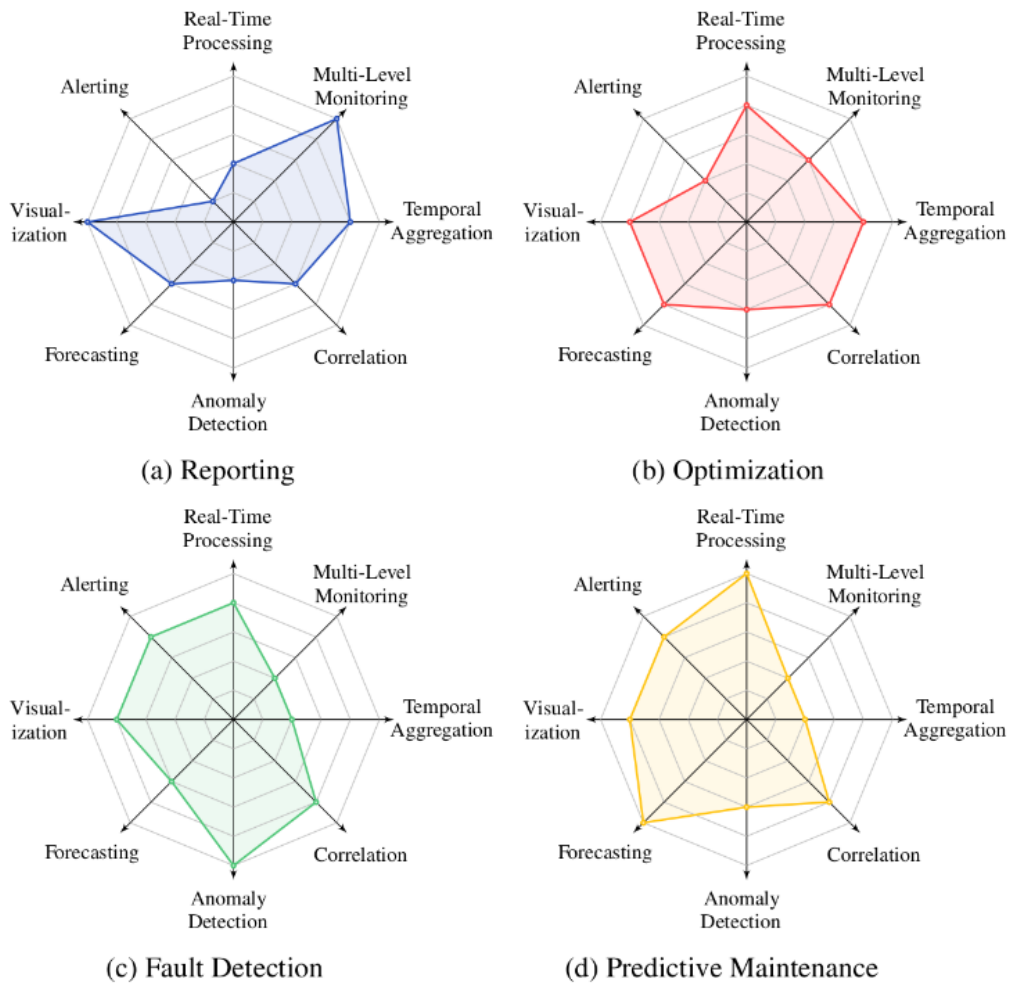 Real-Time
Processing
Multi-Level
Monitoring
Alerting
Visual-
ization
Temporal
Aggregation
Forecasting
Correlation
Anomaly
Detection
(a) Reporting
Real-Time
Processing
Multi-Level
Monitoring
Alerting
Visual-
ization
Temporal
Aggregation
Forecasting
Correlation
Anomaly
Detection
(b) Optimization
Real-Time
Processing
Multi-Level
Monitoring
Alerting
Visual-
ization
Temporal
Aggregation
Forecasting
Correlation
Anomaly
Detection
(c) Fault Detection
Real-Time
Processing
Multi-Level
Monitoring
Alerting
Visual-
ization
Temporal
Aggregation
Forecasting
Correlation
Anomaly
Detection
(d) Predictive Maintenance